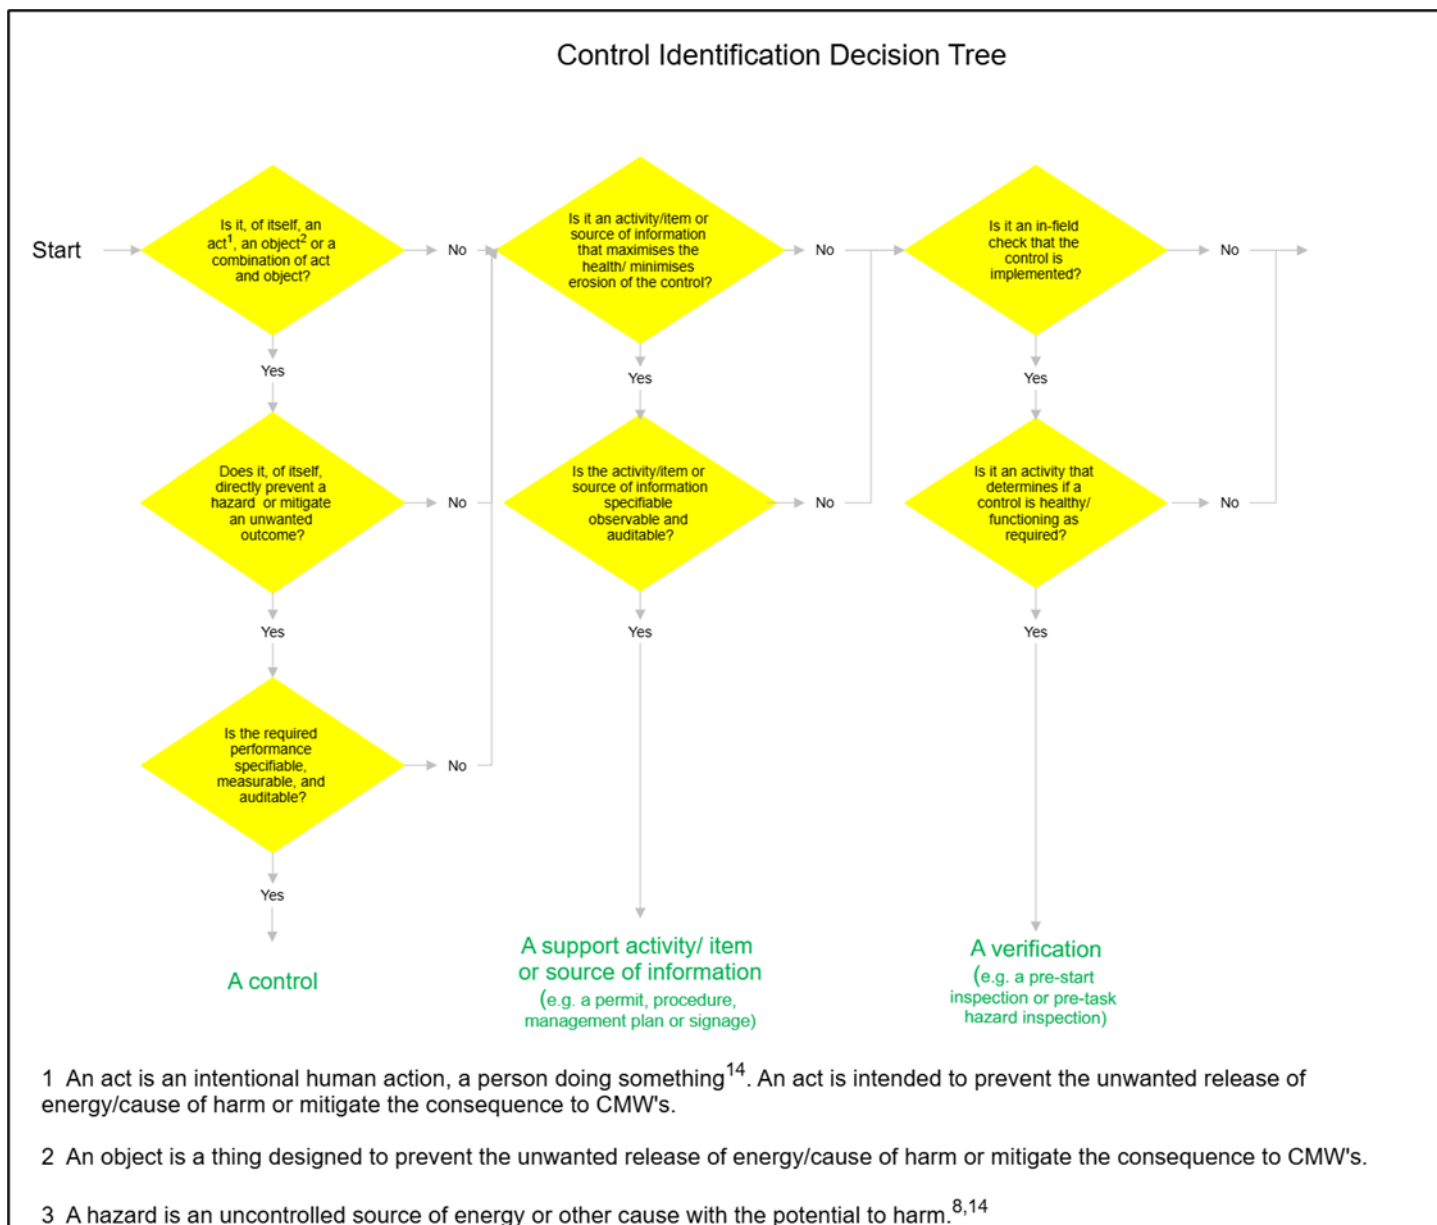 Control Identification Decision Tree
Start
Is it, of itself, an
act¹, an object² or a
combination of act
and object?
No
Yes
Does it, of itself,
directly prevent a
hazard or mitigate
an unwanted
outcome?
No
Yes
Is the required
performance
specifiable,
measurable, and
auditable?
No
Yes
A control
Is it an activity/item or
source of information
that maximises the
health/ minimises
erosion of the control?
No
Yes
Is the activity/item or
source of information
specifiable
observable and
auditable?
No
Yes
A support activity/ item
or source of information
(e.g. a permit, procedure,
management plan or signage)
Is it an in-field
check that the
control is
implemented?
No
Yes
Is it an activity that
determines if a
control is healthy/
functioning as
required?
No
Yes
A verification
(e.g. a pre-start
inspection or pre-task
hazard inspection)
1 An act is an intentional human action, a person doing something¹⁴. An act is intended to prevent the unwanted release of
energy/cause of harm or mitigate the consequence to CMW's.
2 An object is a thing designed to prevent the unwanted release of energy/cause of harm or mitigate the consequence to CMW's.
3 A hazard is an uncontrolled source of energy or other cause with the potential to harm.⁸,¹⁴